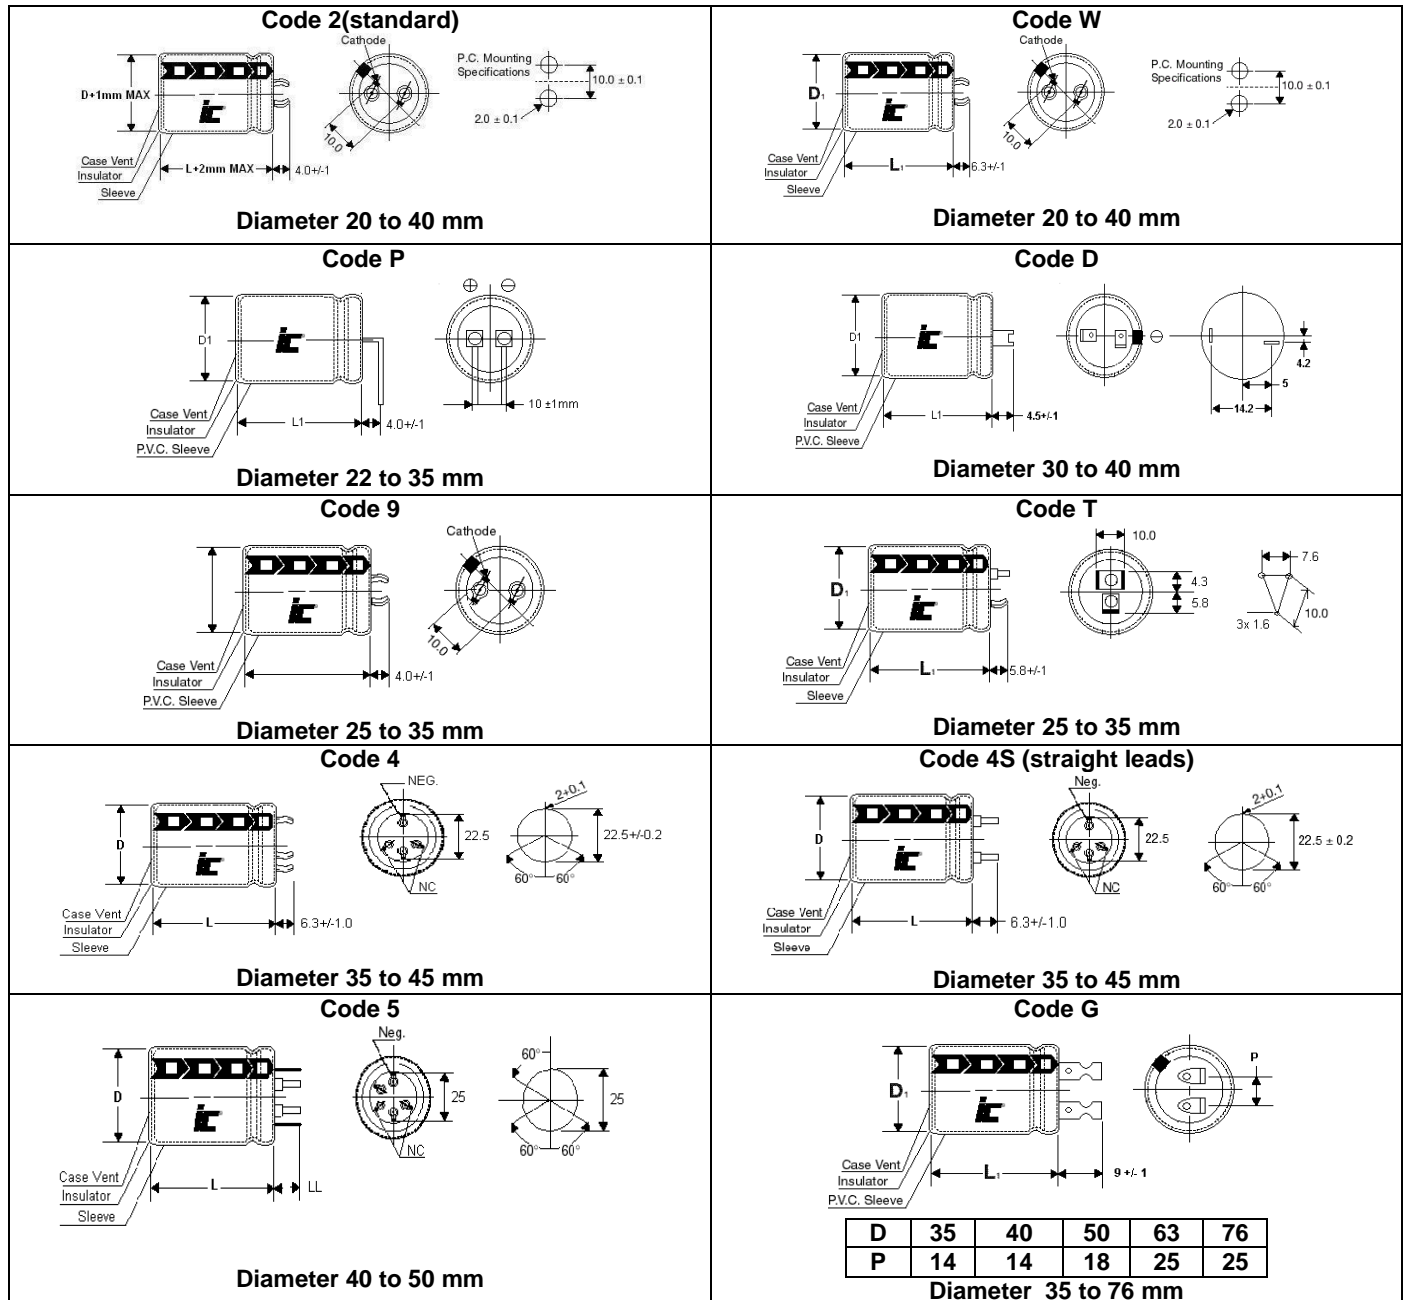 Code 2(standard)
Cathode
P.C. Mounting
Specifications
10.0 ± 0.1
D+1mm MAX
ic
2.0 ± 0.1
10.0
Case Vent
Insulator
Sleeve
L+2mm MAX
4.0+/-1
Diameter 20 to 40 mm
Code W
Cathode
P.C. Mounting
Specifications
10.0 ± 0.1
D1
ic
2.0 ± 0.1
10.0
Case Vent
Insulator
Sleeve
L1
6.3+/-1
Diameter 20 to 40 mm
Code P
⊕ ⊖
D1
ic
10 ±1mm
Case Vent
Insulator
P.V.C. Sleeve
L1
4.0+/-1
Diameter 22 to 35 mm
Code D
D1
ic
⊖
4.2
5
14.2
Case Vent
Insulator
P.V.C. Sleeve
L1
4.5+/-1
Diameter 30 to 40 mm
Code 9
Cathode
ic
10.0
Case Vent
Insulator
P.V.C. Sleeve
4.0+/-1
Diameter 25 to 35 mm
Code T
10.0
7.6
4.3
D1
5.8
10.0
ic
3x 1.6
Case Vent
Insulator
Sleeve
L1
5.8+/-1
Diameter 25 to 35 mm
Code 4
NEG.
2+0.1
D
22.5
22.5+/-0.2
ic
60° 60°
NC
Case Vent
Insulator
Sleeve
L
6.3+/-1.0
Diameter 35 to 45 mm
Code 4S (straight leads)
Neg.
2+0.1
D
22.5
22.5 ± 0.2
ic
60° 60°
NC
Case Vent
Insulator
Sleeve
L
6.3+/-1.0
Diameter 35 to 45 mm
Code 5
Neg.
60°
D
25
25
ic
60° 60°
NC
Case Vent
Insulator
Sleeve
L
LL
Diameter 40 to 50 mm
Code G
P
D1
ic
Case Vent
Insulator
P.V.C. Sleeve
L1
9 +/- 1
D 35 40 50 63 76
P 14 14 18 25 25
Diameter 35 to 76 mm